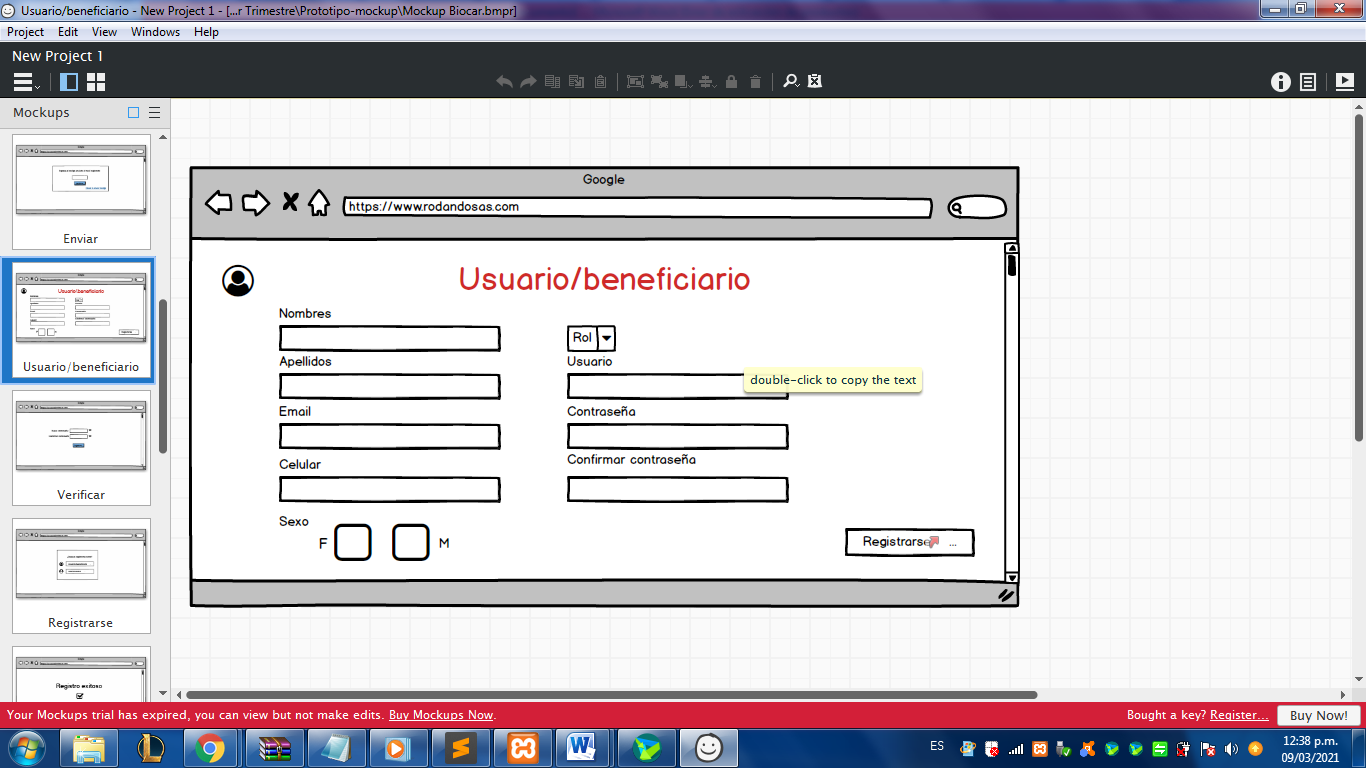 Usuario/beneficiario - New Project 1 - [...r Trimestre\Prototipo-mockup\Mockup Biocar.bmpr]
Project Edit View Windows Help
New Project 1
Mockups
Enviar
Usuario/beneficiario
Verificar
Registrarse
Registro exitoso
Google
https://www.rodandosas.com
Usuario/beneficiario
Nombres
Rol
Apellidos
Usuario
double-click to copy the text
Email
Contraseña
Celular
Confirmar contraseña
Sexo
F
M
Registrarse ...
Your Mockups trial has expired, you can view but not make edits. Buy Mockups Now.
Bought a key? Register...
Buy Now!
ES
12:38 p.m.
09/03/2021